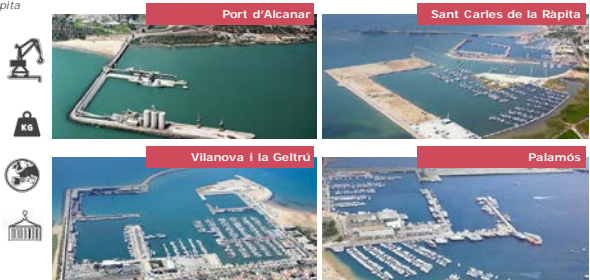 pita
Port d'Alcanar
Sant Carles de la Ràpita
KG
Vilanova i la Geltrú
Palamós